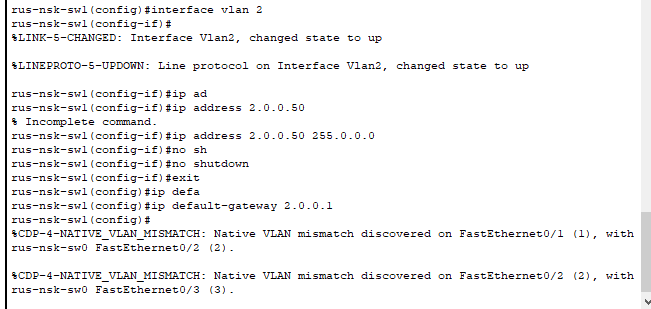 rus-nsk-sw1(config)#interface vlan 2
rus-nsk-sw1(config-if)#
%LINK-5-CHANGED: Interface Vlan2, changed state to up
%LINEPROTO-5-UPDOWN: Line protocol on Interface Vlan2, changed state to up
rus-nsk-sw1(config-if)#ip ad
rus-nsk-sw1(config-if)#ip address 2.0.0.50
% Incomplete command.
rus-nsk-sw1(config-if)#ip address 2.0.0.50 255.0.0.0
rus-nsk-sw1(config-if)#no sh
rus-nsk-sw1(config-if)#no shutdown
rus-nsk-sw1(config-if)#exit
rus-nsk-sw1(config)#ip defa
rus-nsk-sw1(config)#ip default-gateway 2.0.0.1
rus-nsk-sw1(config)#
%CDP-4-NATIVE_VLAN_MISMATCH: Native VLAN mismatch discovered on FastEthernet0/1 (1), with
rus-nsk-sw0 FastEthernet0/2 (2).
%CDP-4-NATIVE_VLAN_MISMATCH: Native VLAN mismatch discovered on FastEthernet0/2 (2), with
rus-nsk-sw0 FastEthernet0/3 (3).